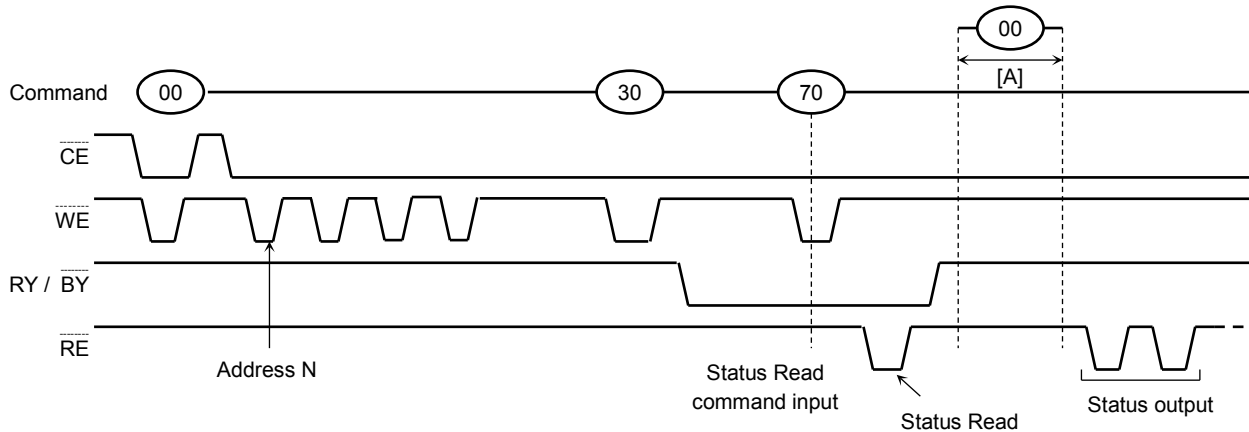 00
[A]
Command 00 30 70
CE
WE
RY / BY
RE
Address N
Status Read
command input
Status Read
Status output